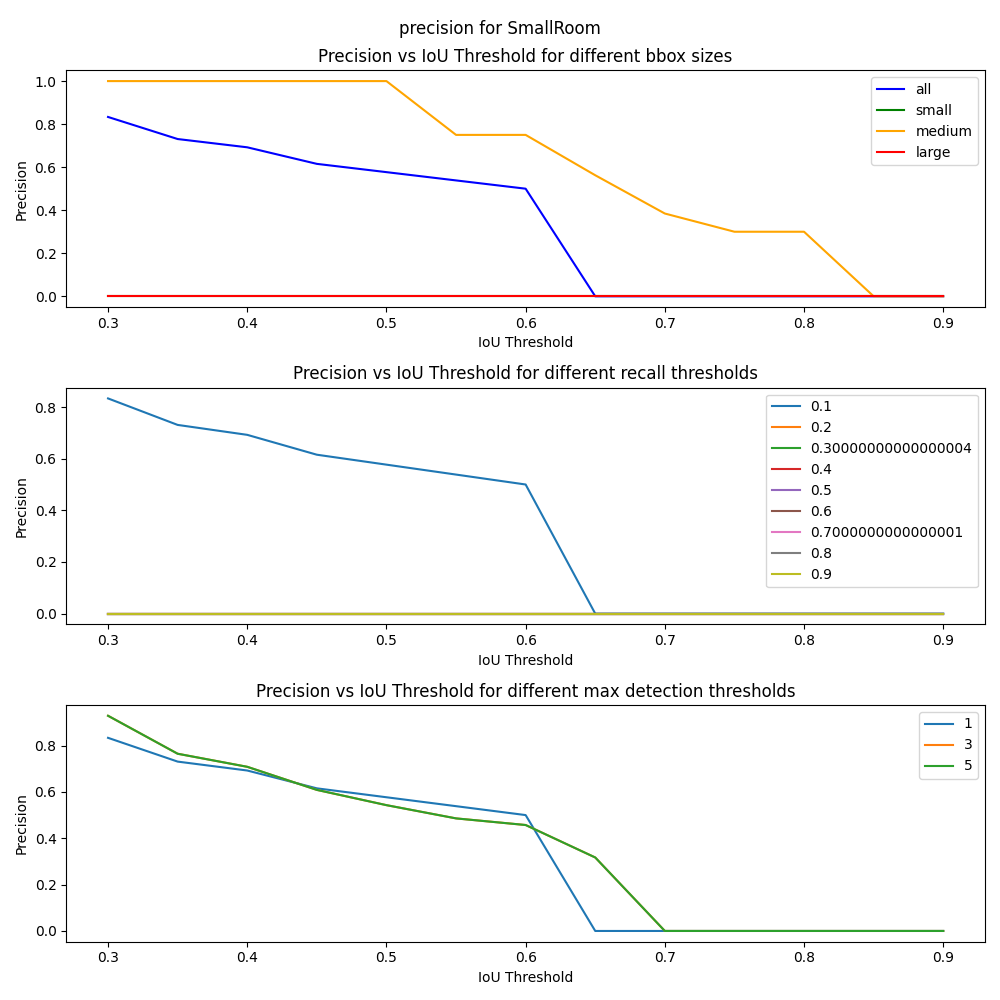 precision for SmallRoom
Precision vs IoU Threshold for different bbox sizes
1.0
0.8
0.6
0.4
0.2
0.0
Precision
all
small
medium
large
0.3 0.4 0.5 0.6 0.7 0.8 0.9
IoU Threshold
Precision vs IoU Threshold for different recall thresholds
0.8
0.6
0.4
0.2
0.0
Precision
0.1
0.2
0.30000000000000004
0.4
0.5
0.6
0.7000000000000001
0.8
0.9
0.3 0.4 0.5 0.6 0.7 0.8 0.9
IoU Threshold
Precision vs IoU Threshold for different max detection thresholds
0.8
0.6
0.4
0.2
0.0
Precision
1
3
5
0.3 0.4 0.5 0.6 0.7 0.8 0.9
IoU Threshold